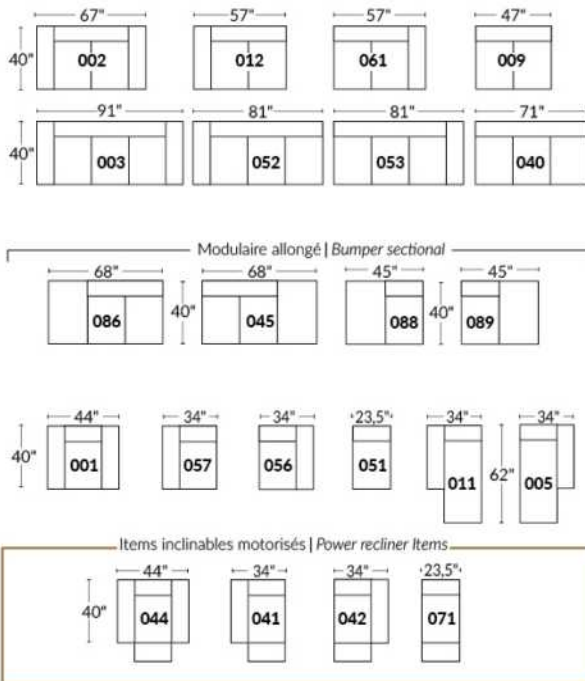 67" 57" 57" 47"
40" 002 012 061 009
91" 81" 81" 71"
40" 003 052 053 040
Modulaire allongé | Bumper sectional
68" 68" 45" 45"
086 40" 045 088 40" 089
44" 34" 34" 23,5" 34" 34"
40" 001 057 056 051 011 62" 005
Items inclinables motorisés | Power recliner Items
44" 34" 34" 23,5"
40" 044 041 042 071